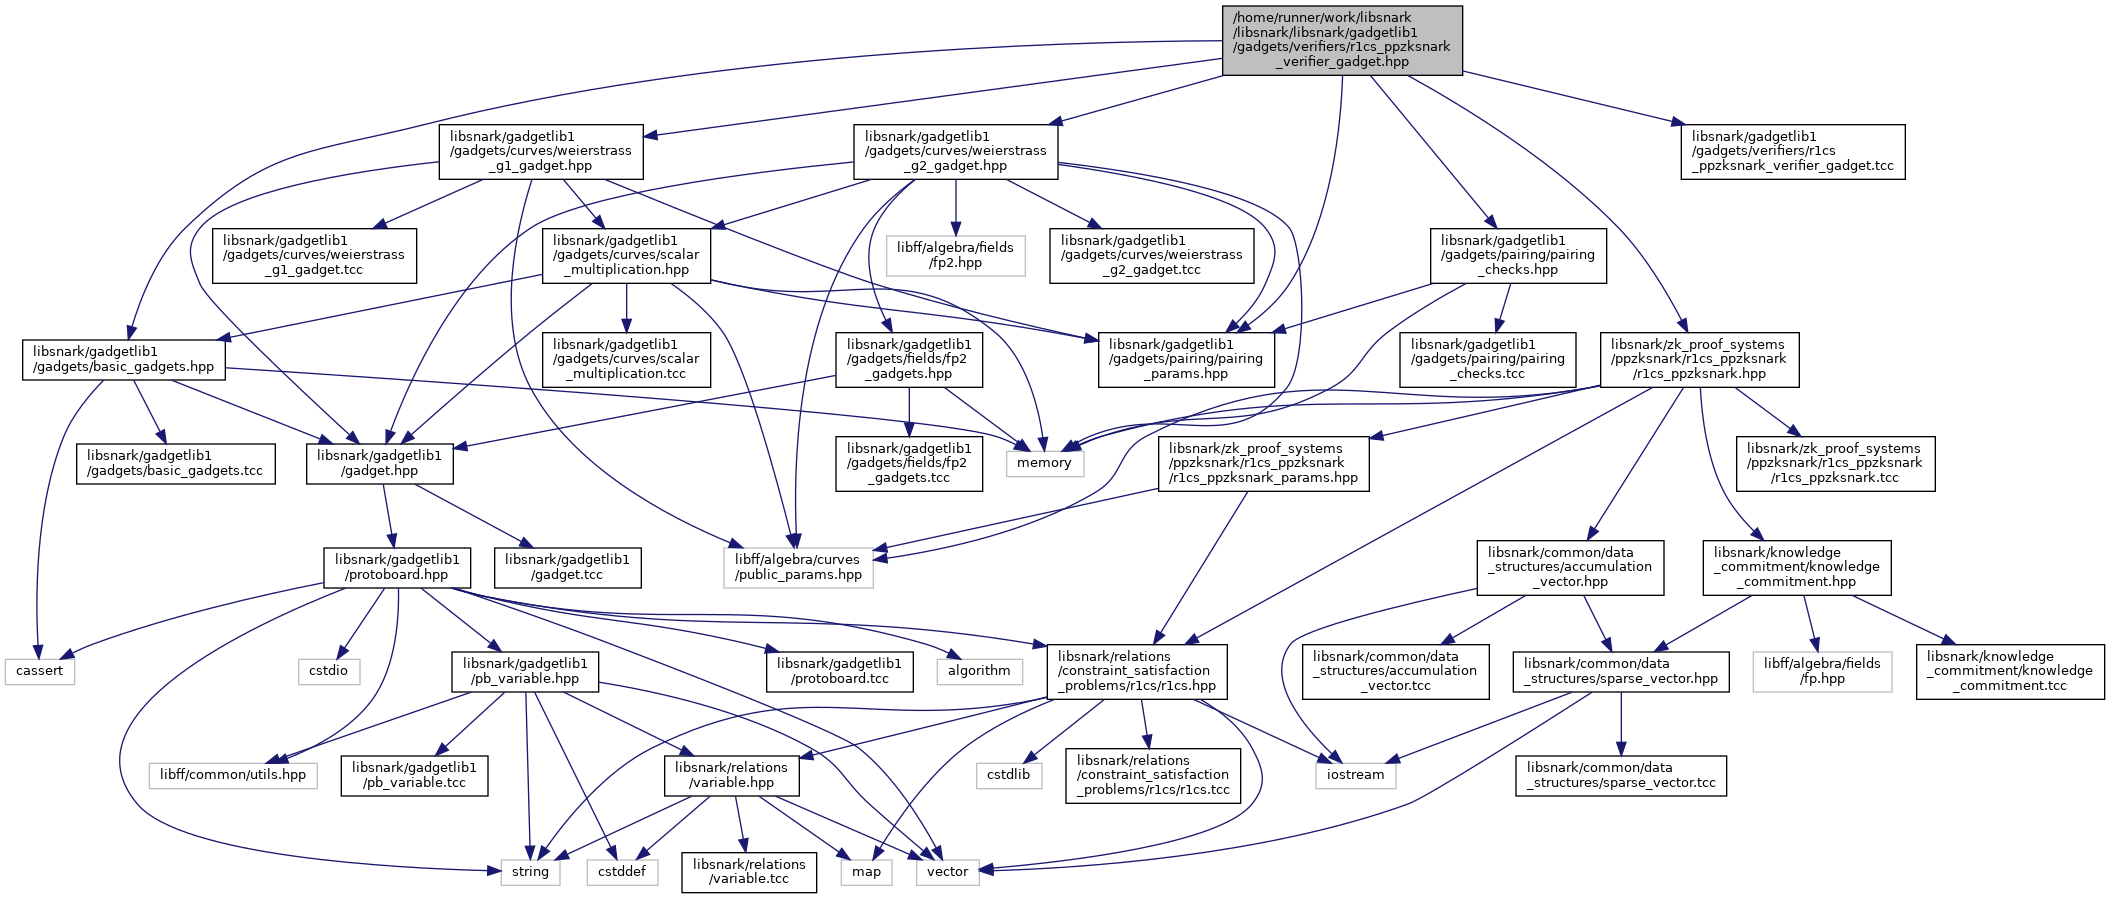 /home/runner/work/libsnark
/libsnark/libsnark/gadgetlib1
/gadgets/verifiers/r1cs_ppzksnark
_verifier_gadget.hpp
libsnark/gadgetlib1
/gadgets/curves/weierstrass
_g1_gadget.hpp
libsnark/gadgetlib1
/gadgets/curves/weierstrass
_g2_gadget.hpp
libsnark/gadgetlib1
/gadgets/verifiers/r1cs
_ppzksnark_verifier_gadget.tcc
libsnark/gadgetlib1
/gadgets/curves/weierstrass
_g1_gadget.tcc
libsnark/gadgetlib1
/gadgets/curves/scalar
_multiplication.hpp
libff/algebra/fields
/fp2.hpp
libsnark/gadgetlib1
/gadgets/curves/weierstrass
_g2_gadget.tcc
libsnark/gadgetlib1
/gadgets/pairing/pairing
_checks.hpp
libsnark/gadgetlib1
/gadgets/basic_gadgets.hpp
libsnark/gadgetlib1
/gadgets/curves/scalar
_multiplication.tcc
libsnark/gadgetlib1
/gadgets/fields/fp2
_gadgets.hpp
libsnark/gadgetlib1
/gadgets/pairing/pairing
_params.hpp
libsnark/gadgetlib1
/gadgets/pairing/pairing
_checks.tcc
libsnark/zk_proof_systems
/ppzksnark/r1cs_ppzksnark
/r1cs_ppzksnark.hpp
libsnark/gadgetlib1
/gadgets/basic_gadgets.tcc
libsnark/gadgetlib1
/gadget.hpp
libsnark/gadgetlib1
/gadgets/fields/fp2
_gadgets.tcc
memory
libsnark/zk_proof_systems
/ppzksnark/r1cs_ppzksnark
/r1cs_ppzksnark_params.hpp
libsnark/zk_proof_systems
/ppzksnark/r1cs_ppzksnark
/r1cs_ppzksnark.tcc
libsnark/gadgetlib1
/protoboard.hpp
libsnark/gadgetlib1
/gadget.tcc
libff/algebra/curves
/public_params.hpp
libsnark/common/data
_structures/accumulation
_vector.hpp
libsnark/knowledge
_commitment/knowledge
_commitment.hpp
cassert
cstdio
libsnark/gadgetlib1
/pb_variable.hpp
libsnark/gadgetlib1
/protoboard.tcc
algorithm
libsnark/relations
/constraint_satisfaction
_problems/r1cs/r1cs.hpp
libsnark/common/data
_structures/accumulation
_vector.tcc
libsnark/common/data
_structures/sparse_vector.hpp
libff/algebra/fields
/fp.hpp
libsnark/knowledge
_commitment/knowledge
_commitment.tcc
libff/common/utils.hpp
libsnark/gadgetlib1
/pb_variable.tcc
libsnark/relations
/variable.hpp
cstdlib
libsnark/relations
/constraint_satisfaction
_problems/r1cs/r1cs.tcc
iostream
libsnark/common/data
_structures/sparse_vector.tcc
string
cstddef
libsnark/relations
/variable.tcc
map
vector